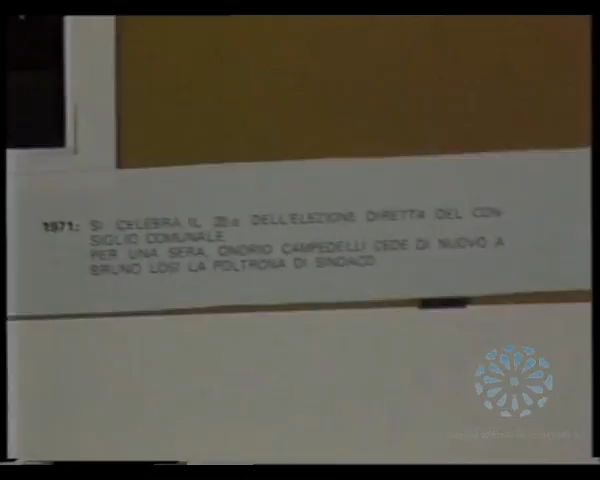 1971: SI CELEBRA IL 25.o DELL'ELEZIONE DIRETTA DEL CON-
SIGLIO COMUNALE
PER UNA SERA, ONORIO CAMPEDELLI CEDE DI NUOVO A
BRUNO LOSI LA POLTRONA DI SINDACO